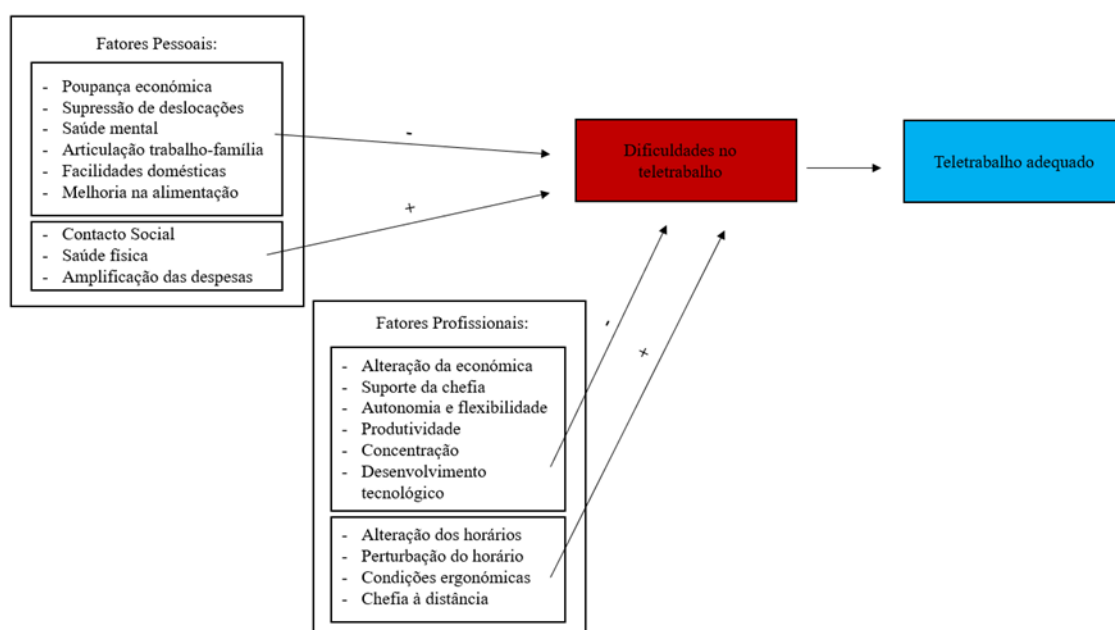 Fatores Pessoais:
- Poupança económica
- Supressão de deslocações
- Saúde mental
- Articulação trabalho-família
- Facilidades domésticas
- Melhoria na alimentação
- Contacto Social
- Saúde física
- Amplificação das despesas
-
+
Dificuldades no
teletrabalho
Teletrabalho adequado
Fatores Profissionais:
- Alteração da económica
- Suporte da chefia
- Autonomia e flexibilidade
- Produtividade
- Concentração
- Desenvolvimento
tecnológico
- Alteração dos horários
- Perturbação do horário
- Condições ergonómicas
- Chefia à distância
-
+